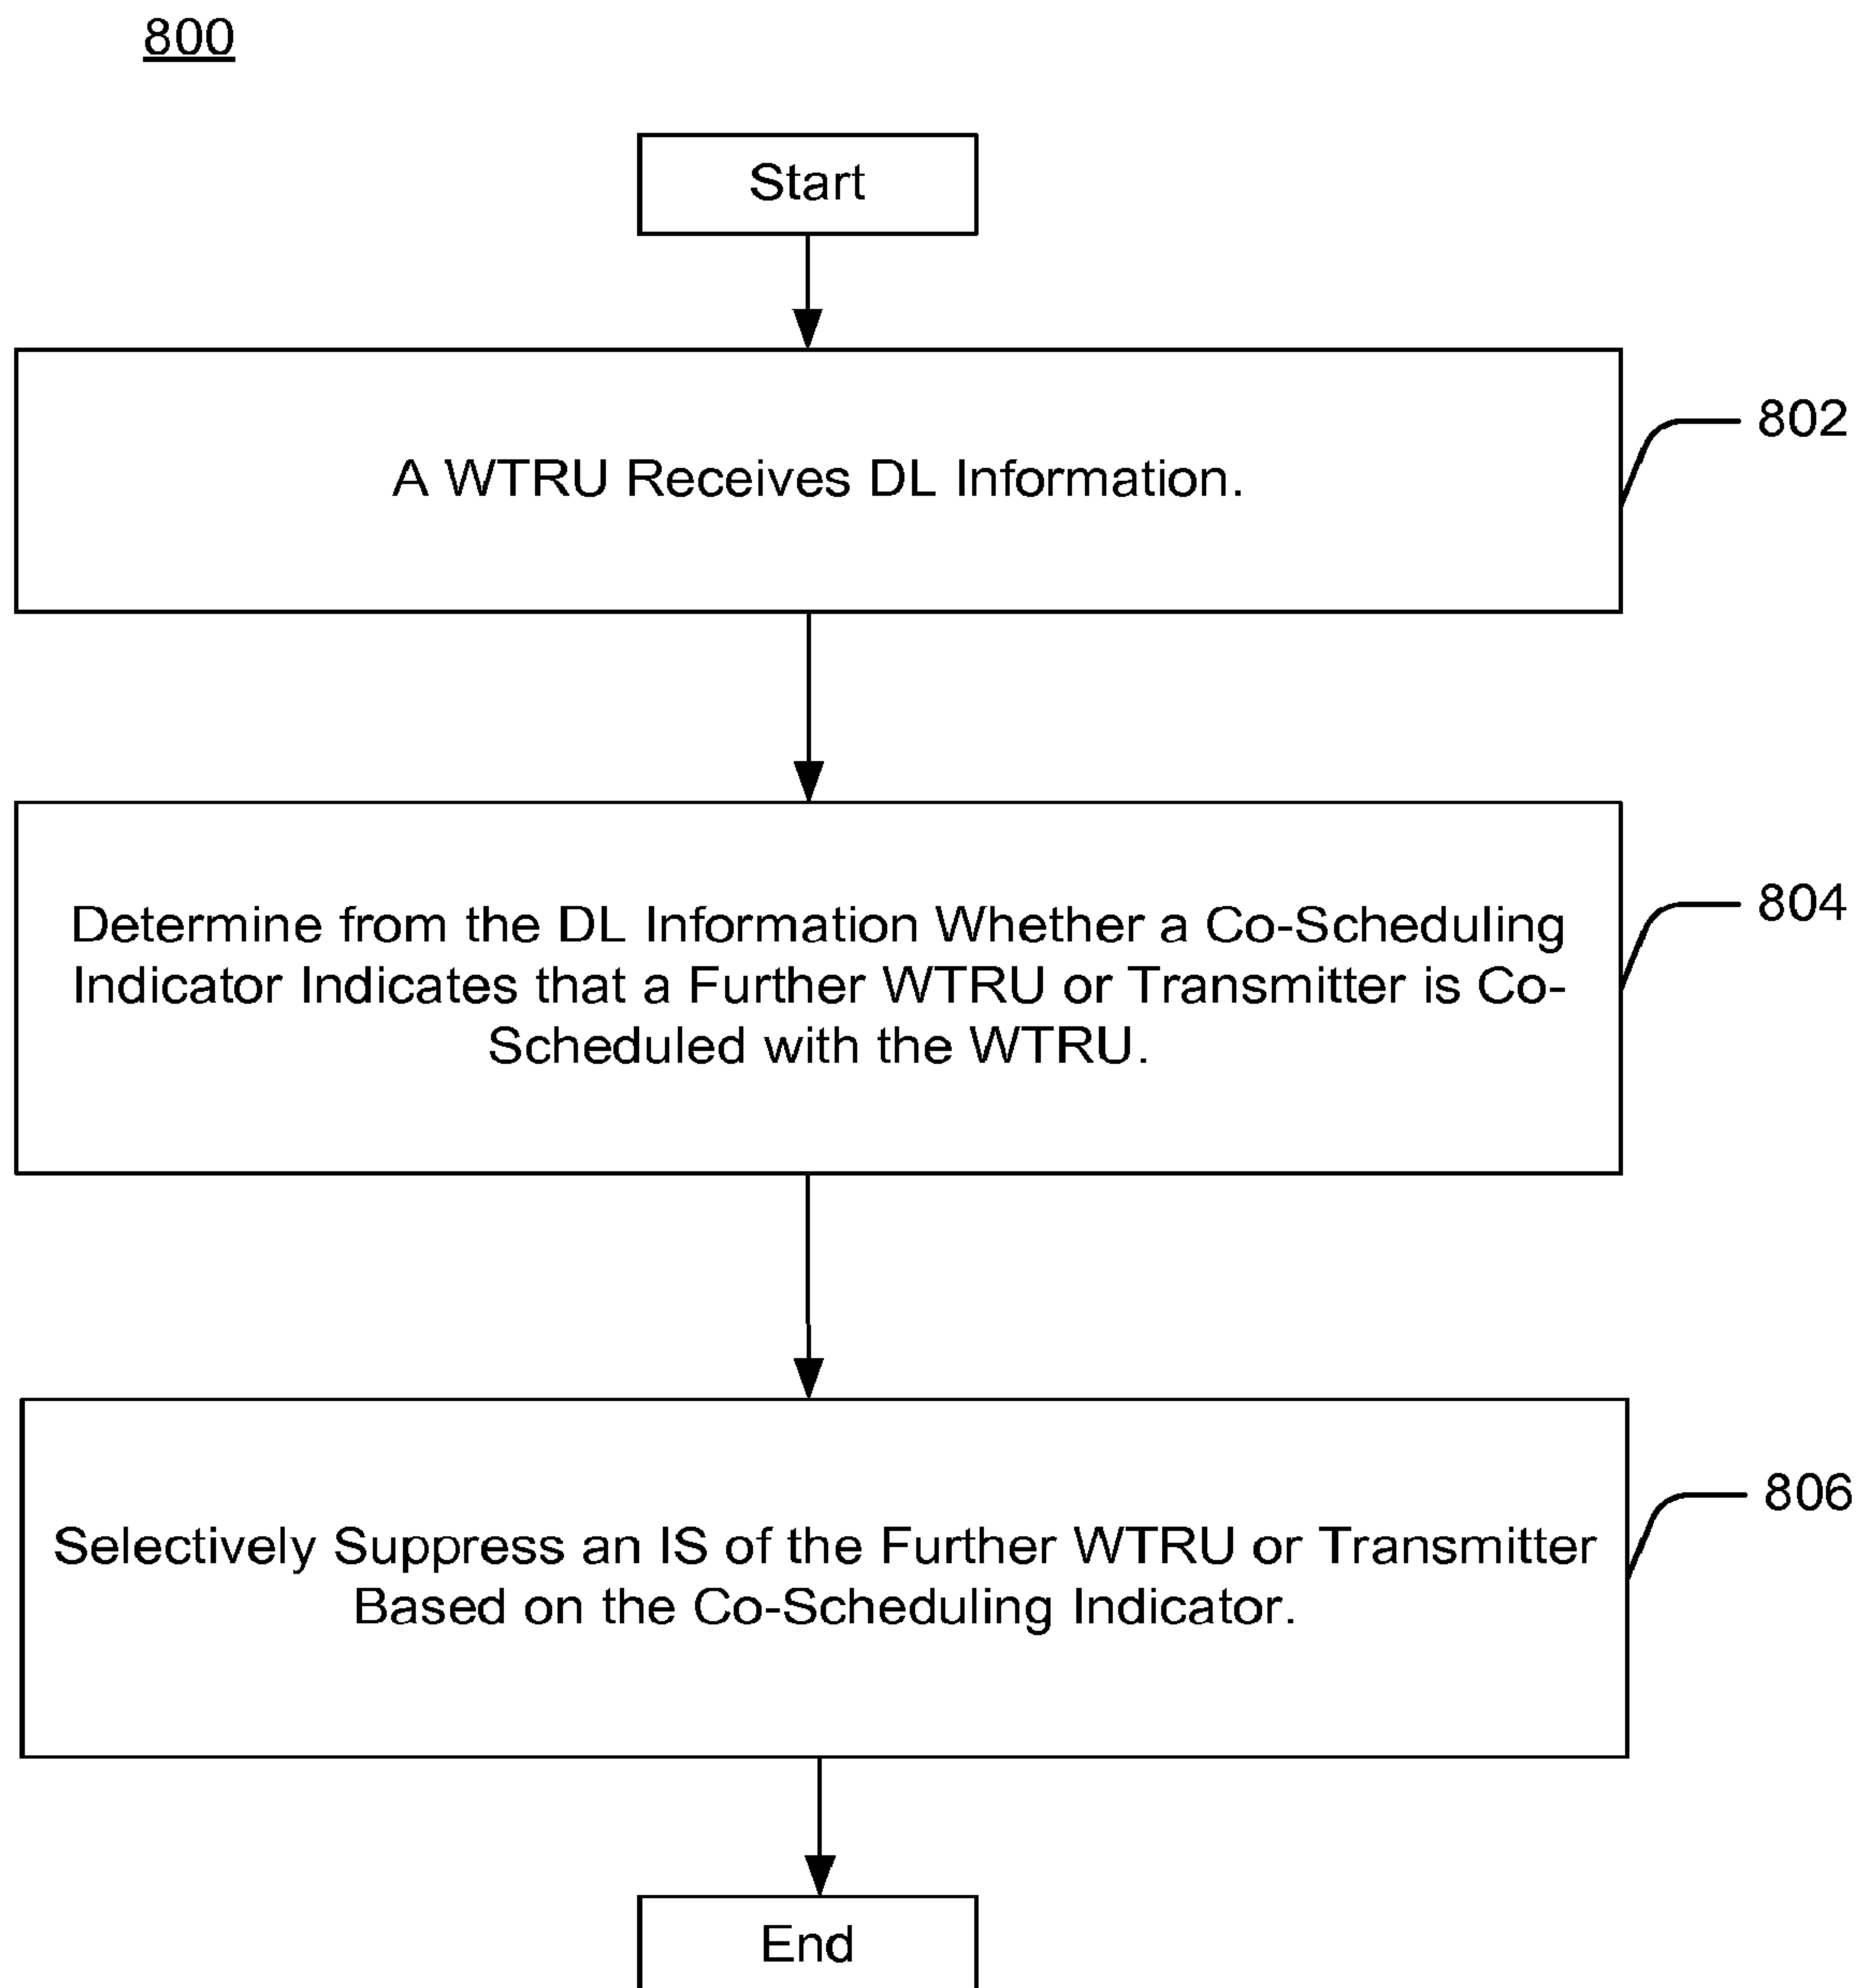 800
Start
A WTRU Receives DL Information.
802
Determine from the DL Information Whether a Co-Scheduling
Indicator Indicates that a Further WTRU or Transmitter is Co-
Scheduled with the WTRU.
804
Selectively Suppress an IS of the Further WTRU or Transmitter
Based on the Co-Scheduling Indicator.
806
End